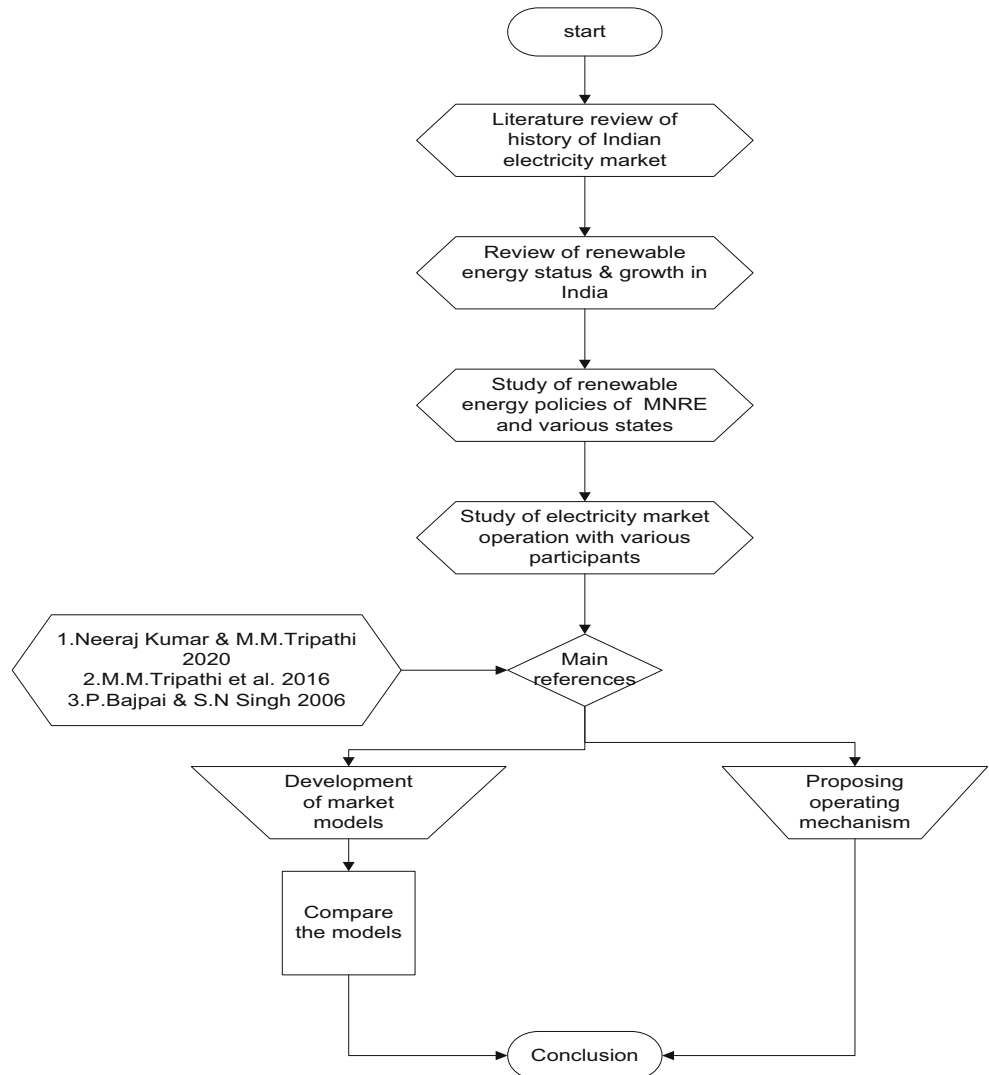 start
Literature review of
history of Indian
electricity market
Review of renewable
energy status & growth in
India
Study of renewable
energy policies of MNRE
and various states
Study of electricity market
operation with various
participants
1.Neeraj Kumar & M.M.Tripathi
2020
2.M.M.Tripathi et al. 2016
3.P.Bajpai & S.N Singh 2006
Main
references
Development
of market
models
Proposing
operating
mechanism
Compare
the models
Conclusion